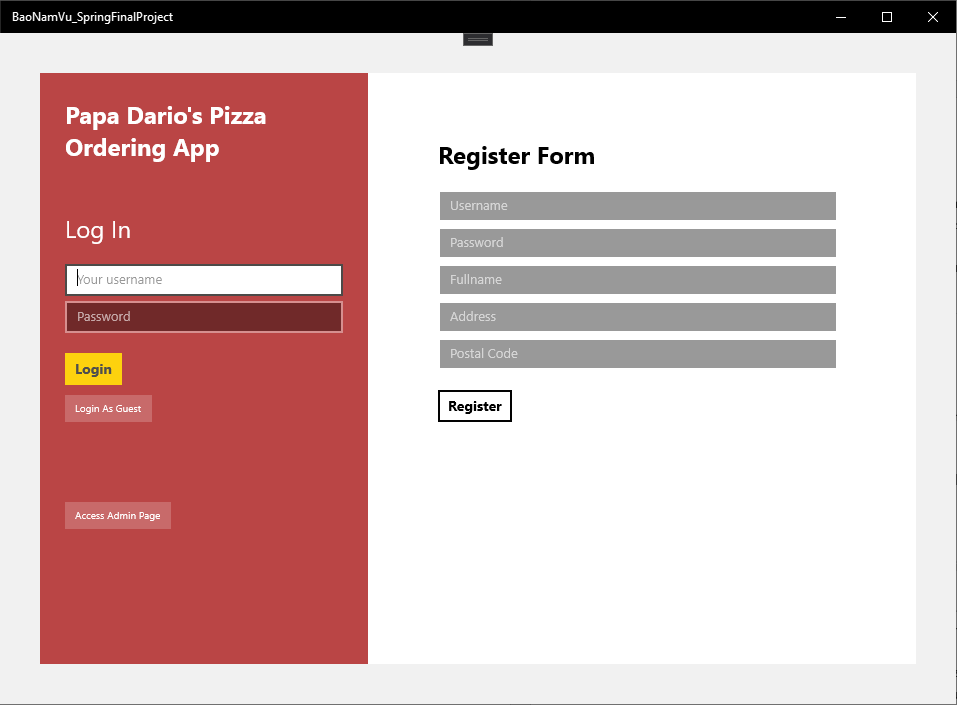 BaoNamVu_SpringFinalProject
Papa Dario's Pizza
Ordering App
Log In
Your username
Password
Login
Login As Guest
Access Admin Page
Register Form
Username
Password
Fullname
Address
Postal Code
Register